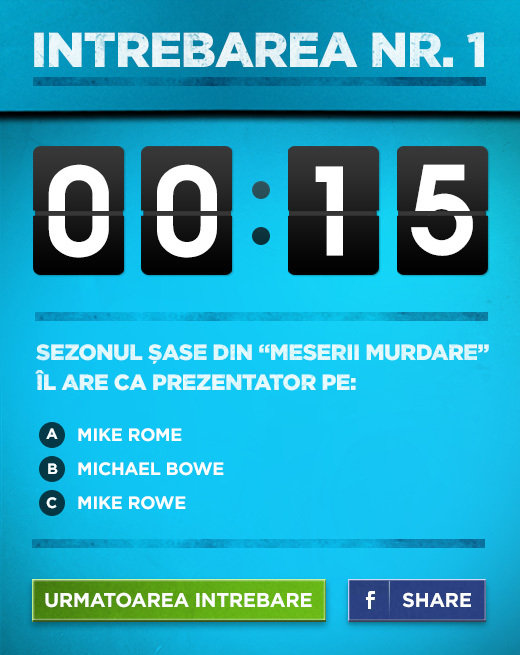 INTREBAREA NR. 1
00:15
SEZONUL ȘASE DIN “MESERII MURDARE”
ÎL ARE CA PREZENTATOR PE:
A MIKE ROME
B MICHAEL BOWE
C MIKE ROWE
URMATOAREA INTREBARE
f SHARE